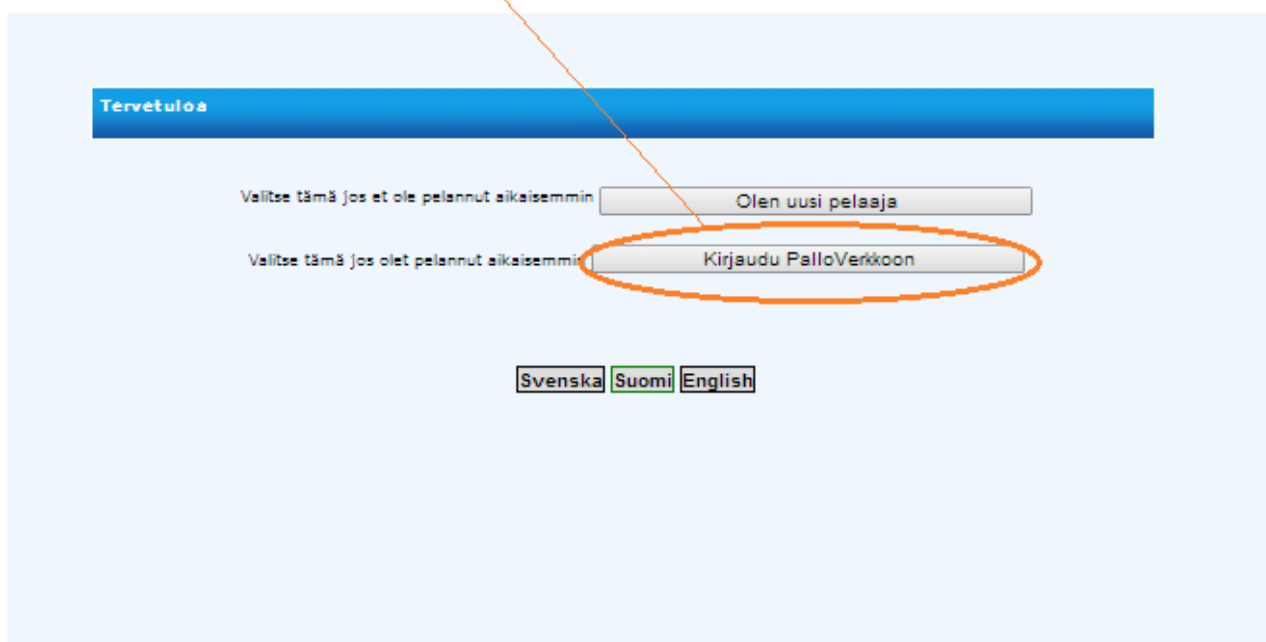 Tervetuloa
Valitse tämä jos et ole pelannut aikaisemmin Olen uusi pelaaja
Valitse tämä jos olet pelannut aikaisemmin Kirjaudu PalloVerkkoon
Svenska Suomi English